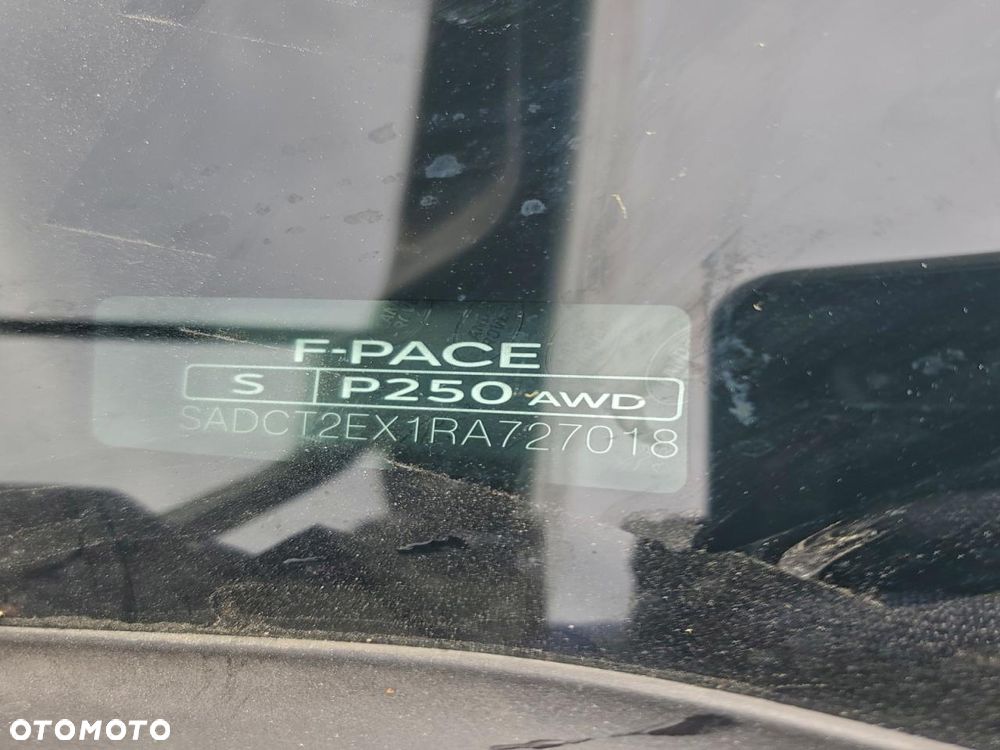 F-PACE
S P250 AWD
SADCT2EX1RA727018
OTOMOTO